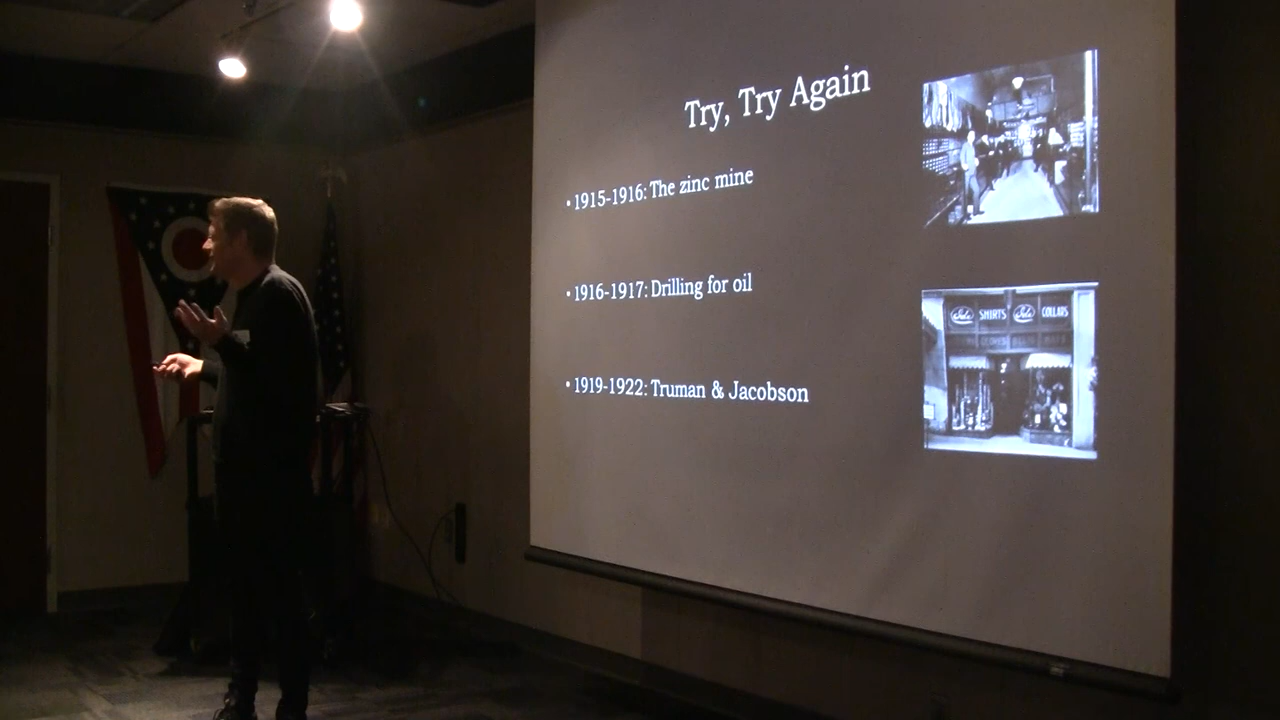 Try, Try Again
• 1915-1916: The zinc mine
• 1916-1917: Drilling for oil
• 1919-1922: Truman & Jacobson
SHIRTS
COLLARS